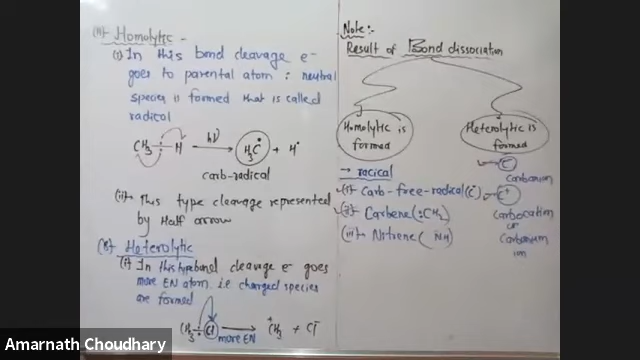 (A) Homolytic -
(i) In this bond cleavage e-
goes to parental atom ∴ neutral
species is formed that is called
radical
CH3 ÷ H hν→ H3C• + H•
carb-radical
(ii)→ This type cleavage represented
by Half arrow
(B) Heterolytic
(i) In this type bond cleavage e- goes
more EN atom. i.e charged species
are formed
CH3 ÷ Cl → +CH3 + Cl-
more EN
Note:-
Result of Bond dissociation
Homolytic is
formed
Heterolytic is
formed
→ racical
(i)→ Carb-free-radical (C•)
(2)→ Carbene (:CH2)
(iii)→ Nitrene (NH)
C-
Carbanion
C+
Carbocation
or
Carbonium
ion
Amarnath Choudhary